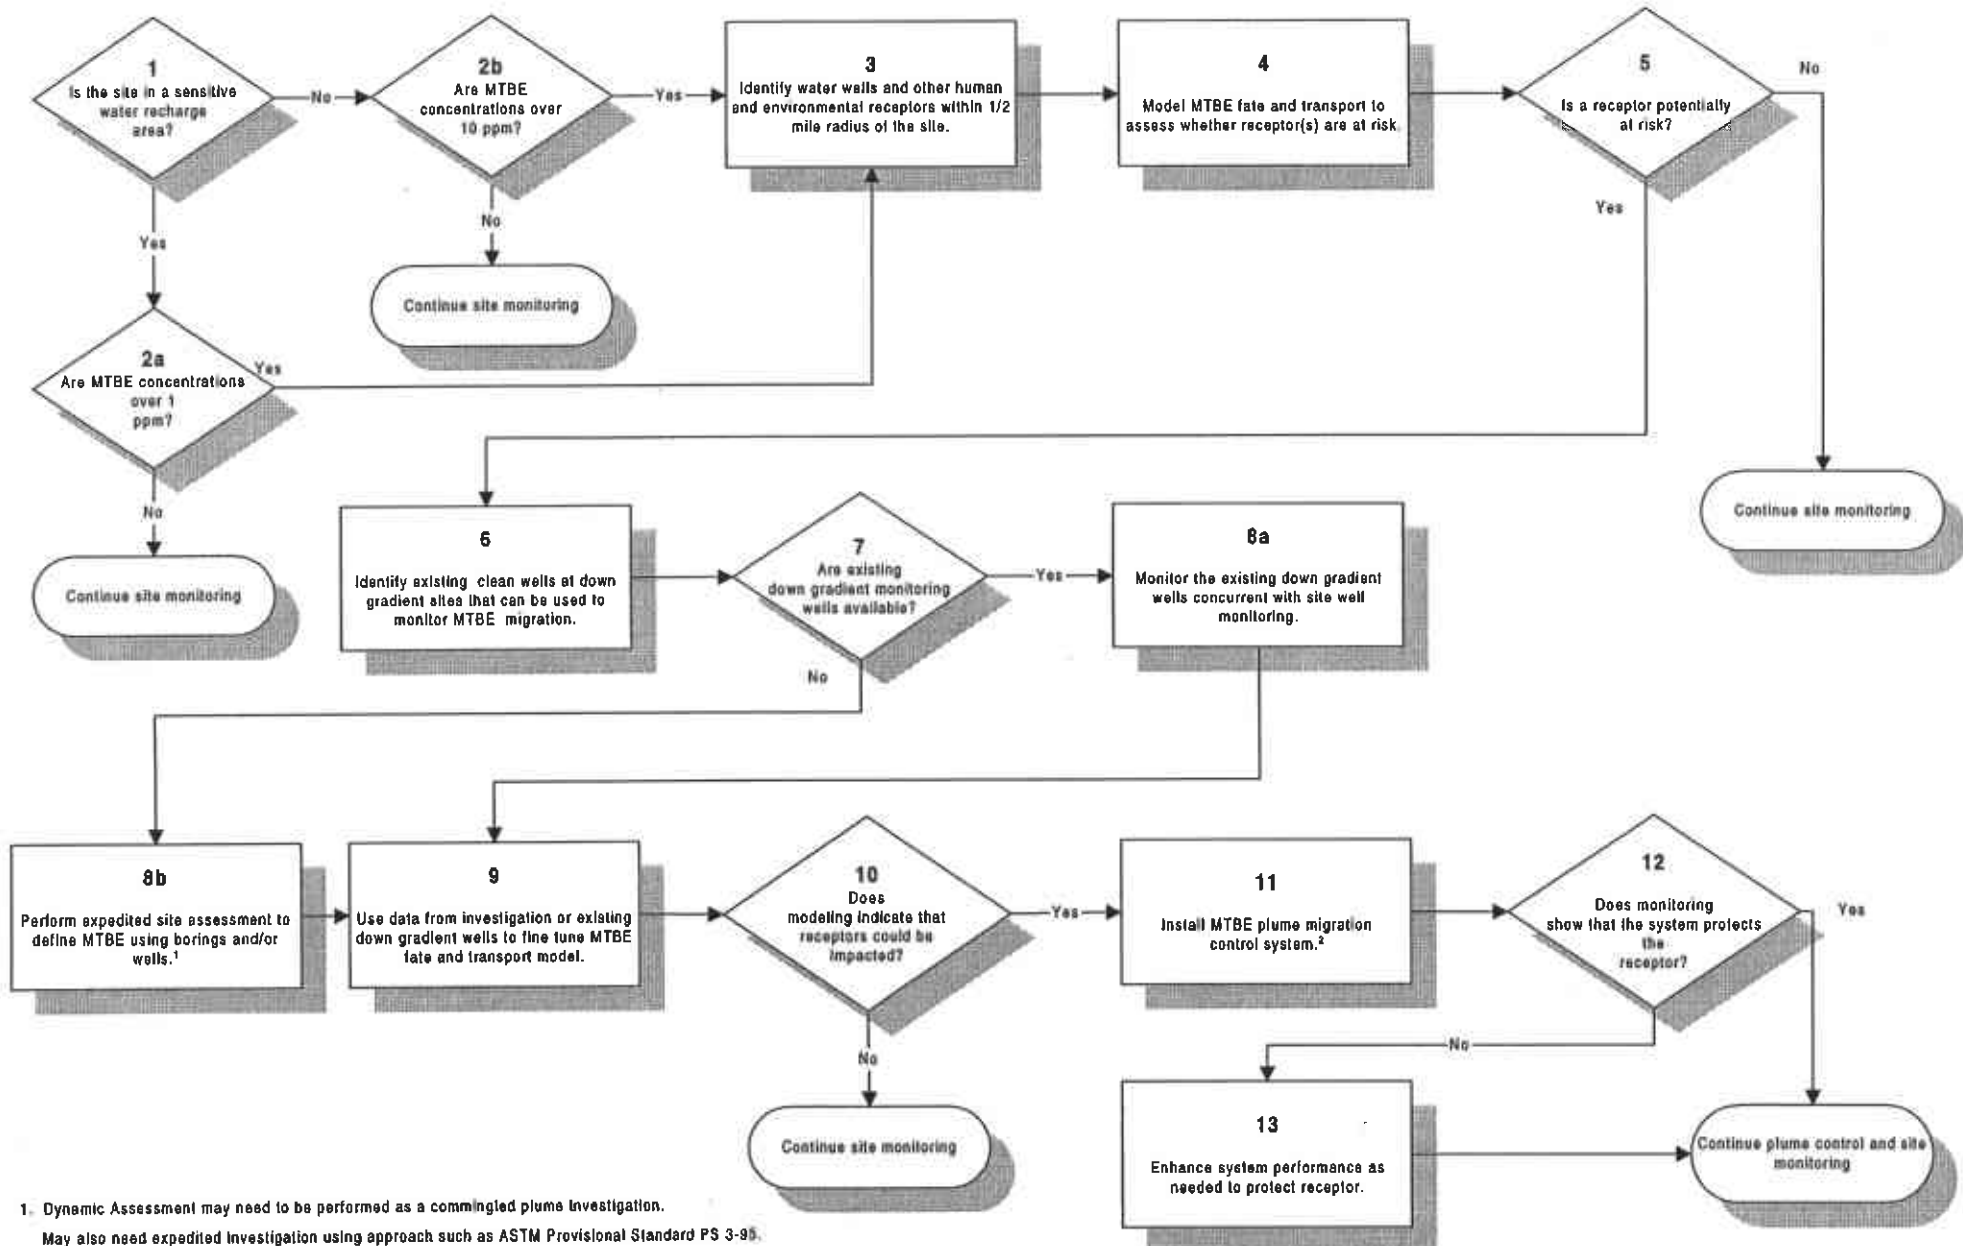 1
Is the site in a sensitive
water recharge
area?
No
2b
Are MTBE
concentrations over
10 ppm?
Yes
3
Identify water wells and other human
and environmental receptors within 1/2
mile radius of the site.
4
Model MTBE fate and transport to
assess whether receptor(s) are at risk.
5
Is a receptor potentially
at risk?
No
Yes
Yes
No
Continue site monitoring
2a
Are MTBE concentrations
over 1
ppm?
Yes
No
Continue site monitoring
Continue site monitoring
6
Identify existing clean wells at down
gradient sites that can be used to
monitor MTBE migration.
7
Are existing
down gradient monitoring
wells available?
Yes
No
8a
Monitor the existing down gradient
wells concurrent with site well
monitoring.
8b
Perform expedited site assessment to
define MTBE using borings and/or
wells.¹
9
Use data from investigation or existing
down gradient wells to fine tune MTBE
fate and transport model.
10
Does
modeling indicate that
receptors could be
impacted?
Yes
No
Continue site monitoring
11
Install MTBE plume migration
control system.²
12
Does monitoring
show that the system protects
the
receptor?
Yes
No
13
Enhance system performance as
needed to protect receptor.
Continue plume control and site
monitoring
1. Dynamic Assessment may need to be performed as a commingled plume investigation.
May also need expedited investigation using approach such as ASTM Provisional Standard PS 3-95.